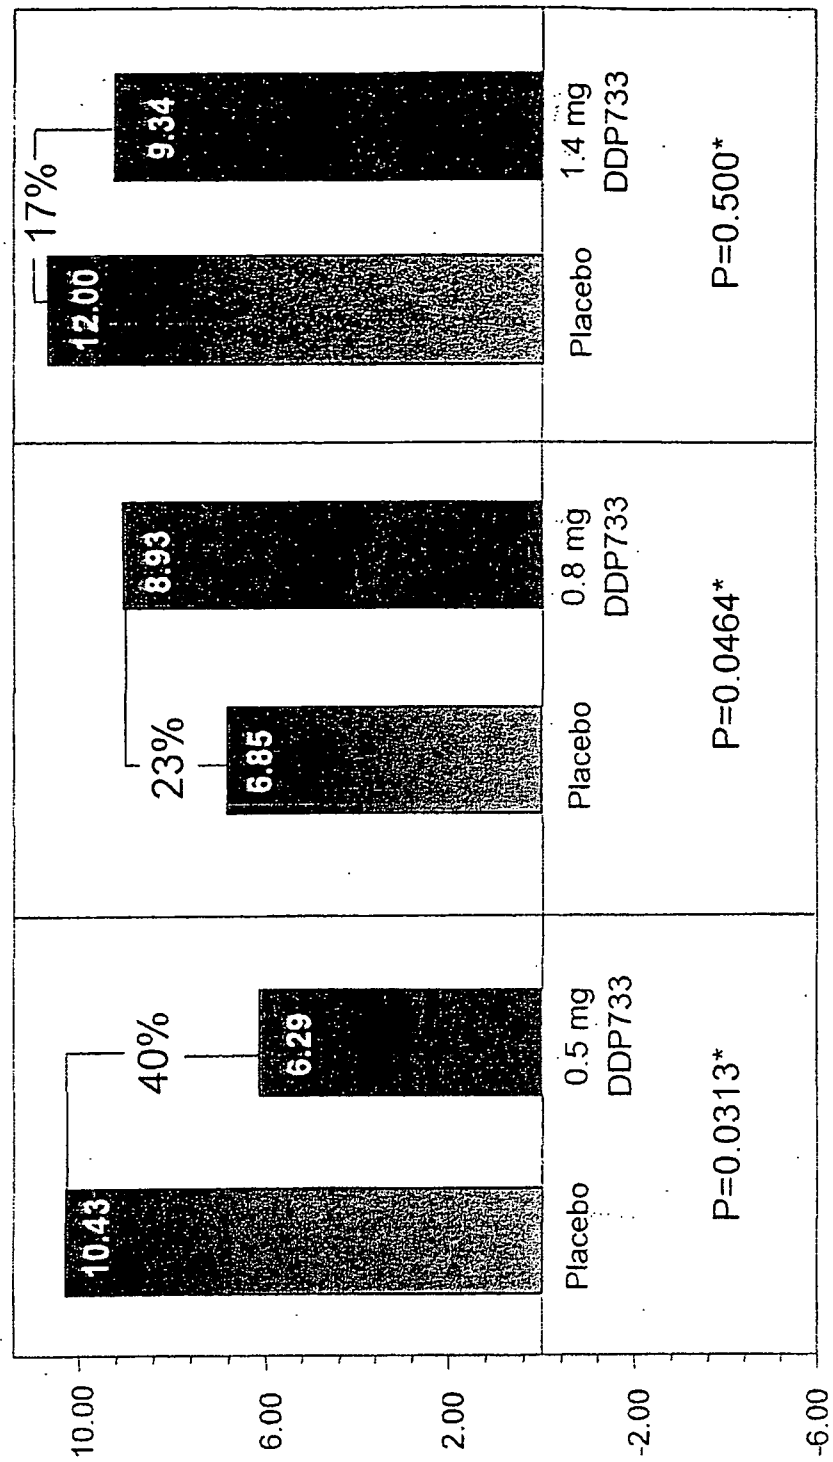 17%
40%
23%
10.43
6.29
6.85
8.93
12.00
9.34
10.00
6.00
2.00
-2.00
-6.00
Placebo
0.5 mg
DDP733
Placebo
0.8 mg
DDP733
Placebo
1.4 mg
DDP733
P=0.0313*
P=0.0464*
P=0.500*